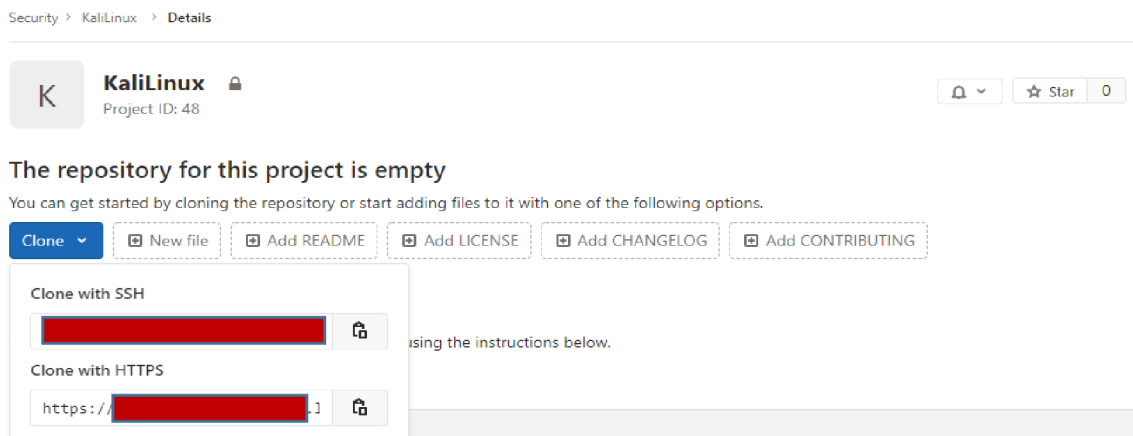 Security > KaliLinux > Details
K
KaliLinux
Project ID: 48
Star 0
The repository for this project is empty
You can get started by cloning the repository or start adding files to it with one of the following options.
Clone New file Add README Add LICENSE Add CHANGELOG Add CONTRIBUTING
Clone with SSH
using the instructions below.
Clone with HTTPS
https://